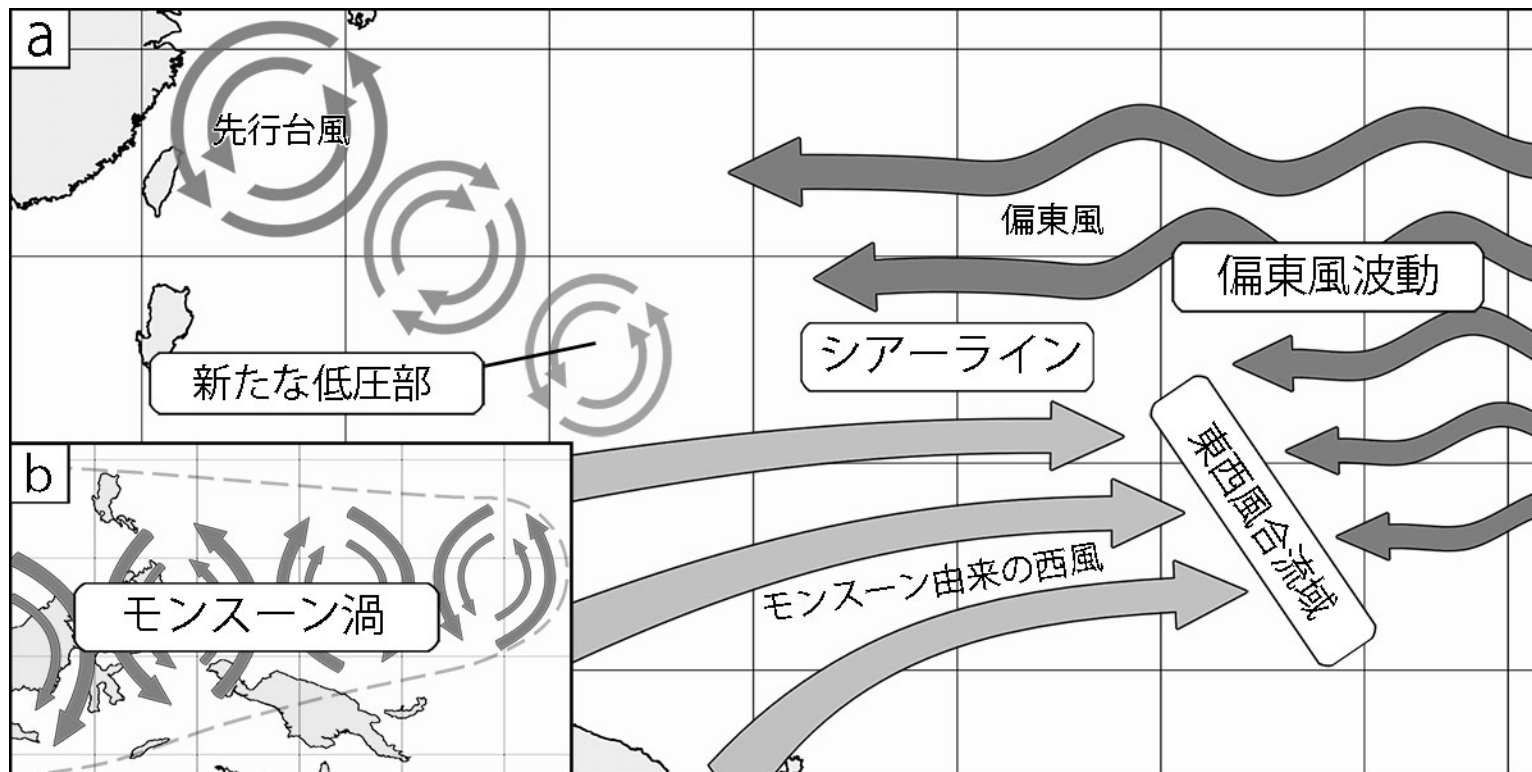 a
先行台風
偏東風
偏東風波動
シアーライン
新たな低圧部
東西風合流域
モンスーン由来の西風
b
モンスーン渦